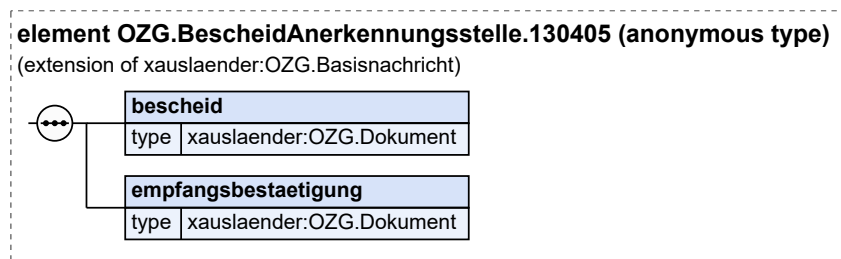 element OZG.BescheidAnerkennungsstelle.130405 (anonymous type)
(extension of xauslaender:OZG.Basisnachricht)
bescheid
type xauslaender:OZG.Dokument
empfangsbestaetigung
type xauslaender:OZG.Dokument